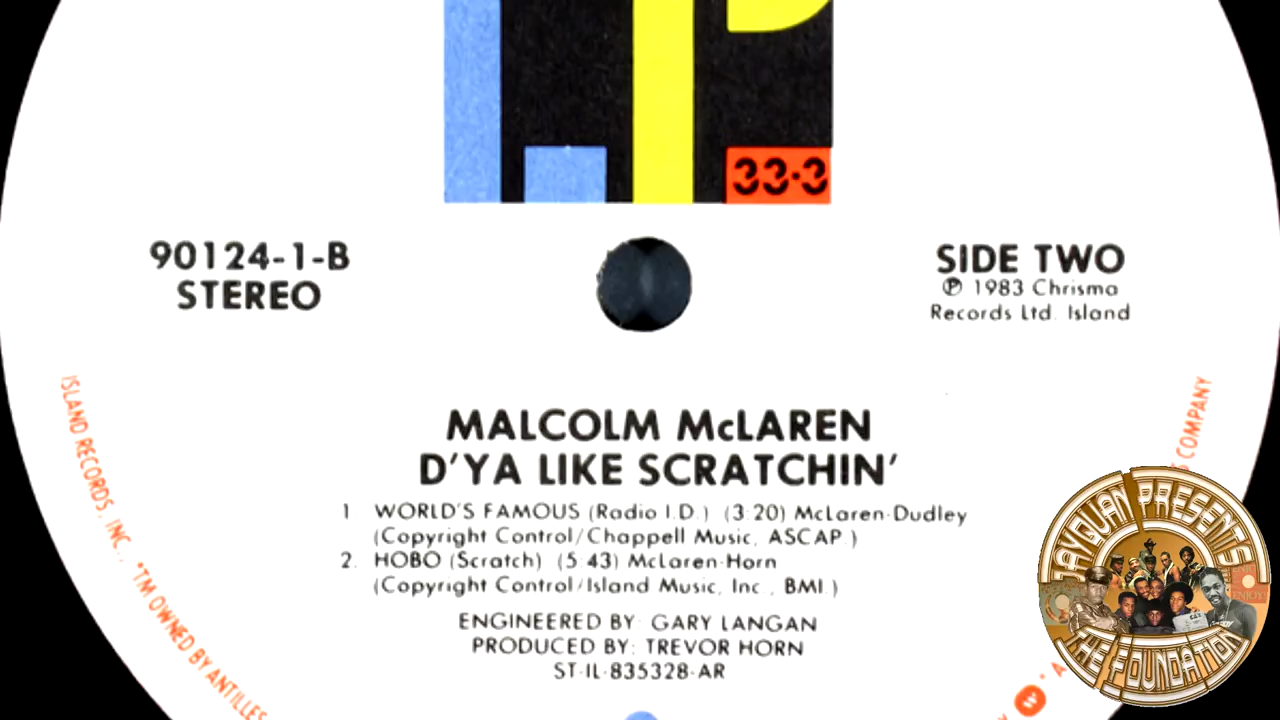 33·3
90124-1-B
STEREO
SIDE TWO
℗ 1983 Chrisma
Records Ltd. Island
MALCOLM McLAREN
D'YA LIKE SCRATCHIN'
1 WORLD'S FAMOUS (Radio I.D.) (3:20) McLaren-Dudley
(Copyright Control/Chappell Music, ASCAP.)
2. HOBO (Scratch) (5:43) McLaren-Horn
(Copyright Control/Island Music, Inc., BMI.)
ENGINEERED BY: GARY LANGAN
PRODUCED BY: TREVOR HORN
ST-IL-835328-AR
ISLAND RECORDS, INC., *TM OWNED BY ANTILLES
COMPANY
JAYQUAN PRESENTS
THE FOUNDATION